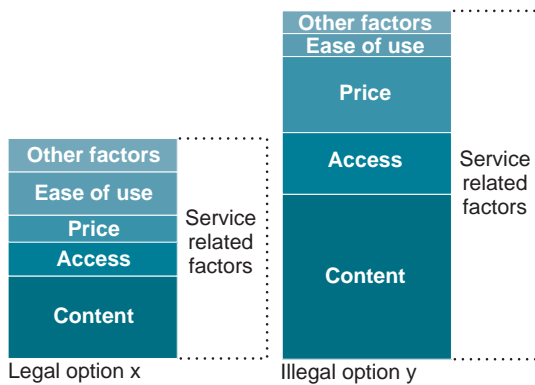 Other factors
Ease of use
Price
Access
Content
Service
related
factors
Legal option x
Other factors
Ease of use
Price
Access
Content
Service
related
factors
Illegal option y